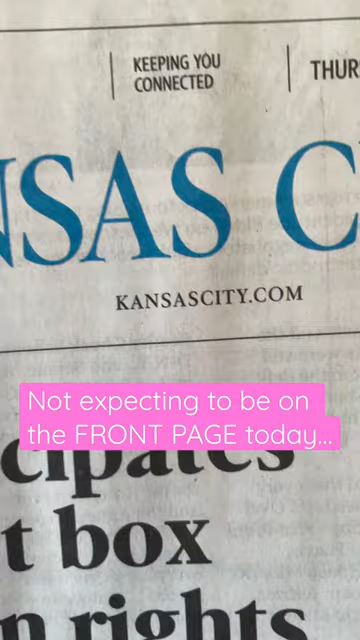 KEEPING YOU
CONNECTED
THUR
NSAS C
KANSASCITY.COM
Not expecting to be on
the FRONT PAGE today...
cipates
t box
n rights